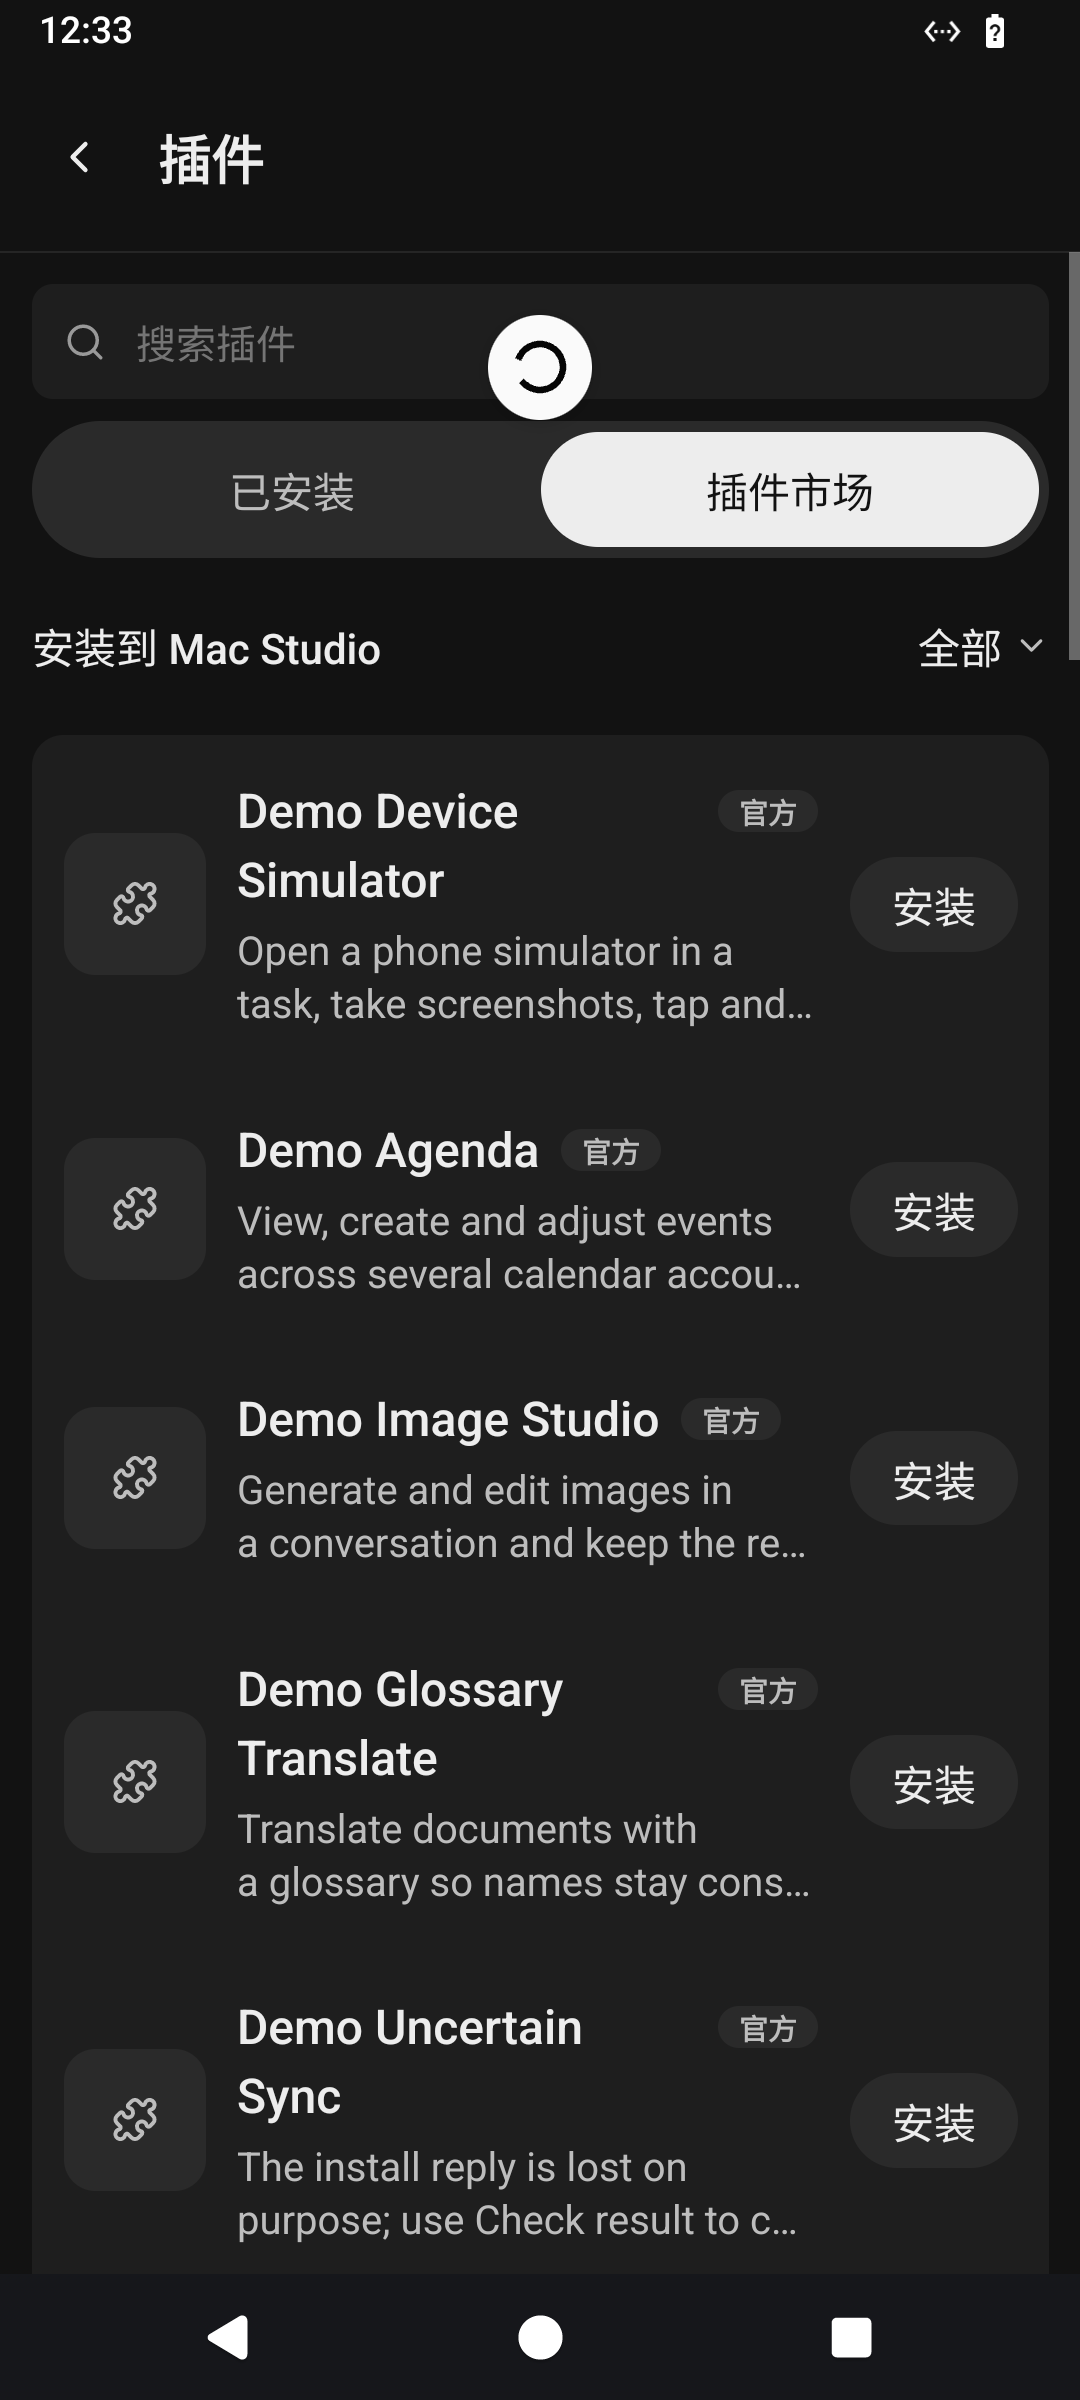 12:33
插件
搜索插件
已安装
插件市场
安装到 Mac Studio
全部
Demo Device
Simulator
官方
Open a phone simulator in a
task, take screenshots, tap and…
安装
Demo Agenda
官方
View, create and adjust events
across several calendar accou…
安装
Demo Image Studio
官方
Generate and edit images in
a conversation and keep the re…
安装
Demo Glossary
Translate
官方
Translate documents with
a glossary so names stay cons…
安装
Demo Uncertain
Sync
官方
The install reply is lost on
purpose; use Check result to c…
安装